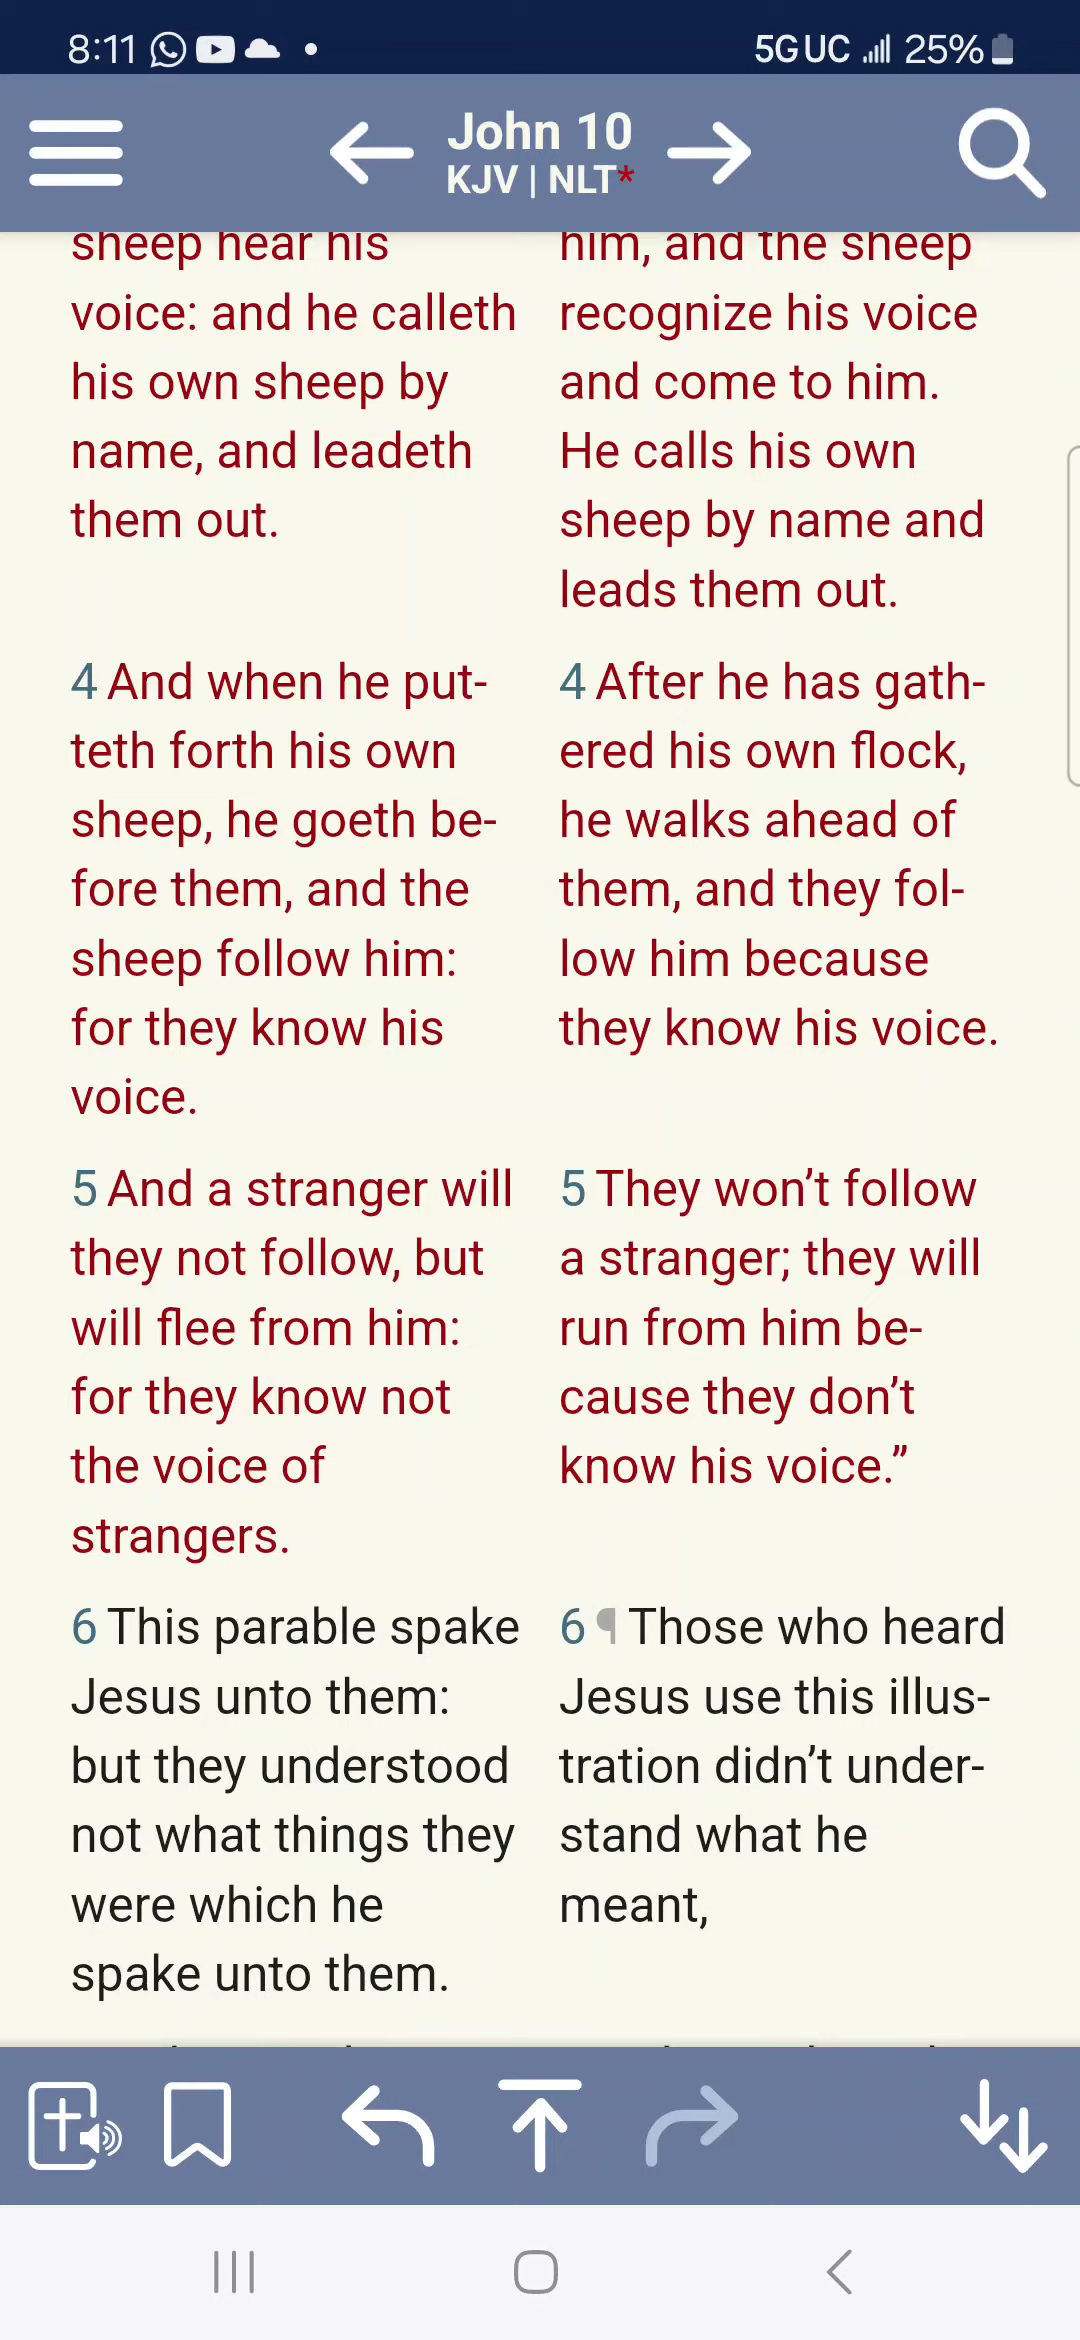 8:11 5G UC 25%
John 10
KJV | NLT*
sheep hear his
voice: and he calleth
his own sheep by
name, and leadeth
them out.
4 And when he put-
teth forth his own
sheep, he goeth be-
fore them, and the
sheep follow him:
for they know his
voice.
5 And a stranger will
they not follow, but
will flee from him:
for they know not
the voice of
strangers.
6 This parable spake
Jesus unto them:
but they understood
not what things they
were which he
spake unto them.
him, and the sheep
recognize his voice
and come to him.
He calls his own
sheep by name and
leads them out.
4 After he has gath-
ered his own flock,
he walks ahead of
them, and they fol-
low him because
they know his voice.
5 They won’t follow
a stranger; they will
run from him be-
cause they don’t
know his voice.”
6 ¶ Those who heard
Jesus use this illus-
tration didn’t under-
stand what he
meant,